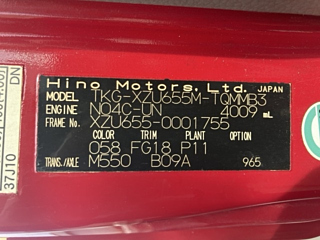 Hino Motors, Ltd. JAPAN
MODEL TKG-XZU655M-TQMMB3
ENGINE N04C-UN 4009 mL
FRAME XZU655-0001755
COLOR TRIM PLANT OPTION
058 FG18 P11
TRANS/AXLE M550 B09A 965
37J10 DN